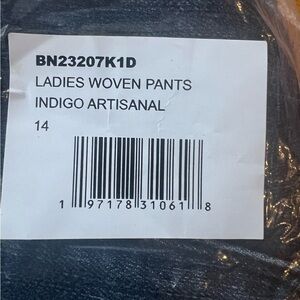 BN23207K1D
LADIES WOVEN PANTS
INDIGO ARTISANAL
14
1 97178 31061 8